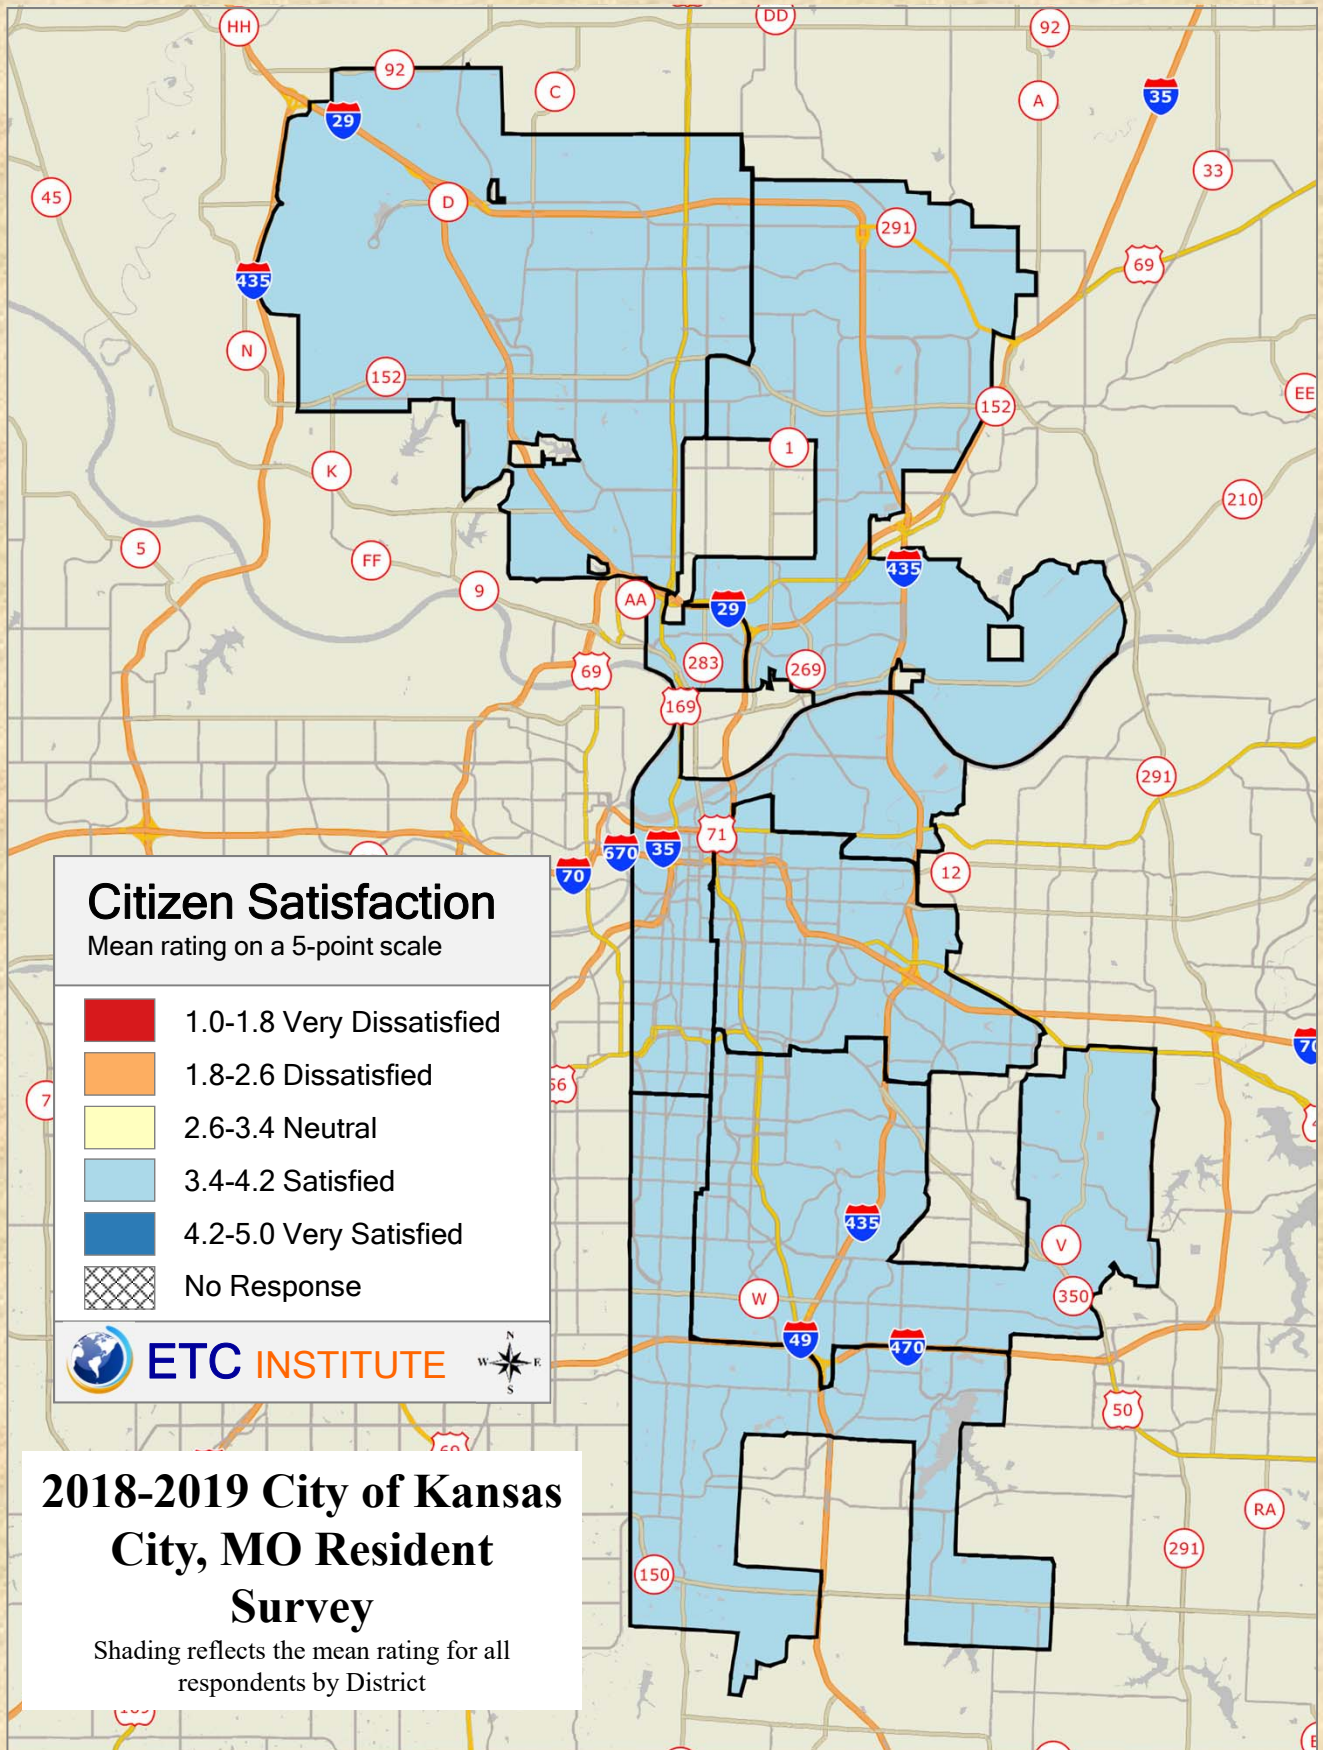 HH
DD
92
92
C
A
35
29
33
45
D
291
69
435
N
152
EE
152
1
K
210
5
FF
435
9
AA
29
283
269
69
169
291
71
670
35
70
12
Citizen Satisfaction
Mean rating on a 5-point scale
1.0-1.8 Very Dissatisfied
1.8-2.6 Dissatisfied
2.6-3.4 Neutral
3.4-4.2 Satisfied
4.2-5.0 Very Satisfied
No Response
N
W E
S
ETC INSTITUTE
70
7
435
V
W
350
49
470
50
69
2018-2019 City of Kansas
City, MO Resident
Survey
Shading reflects the mean rating for all
respondents by District
RA
291
150